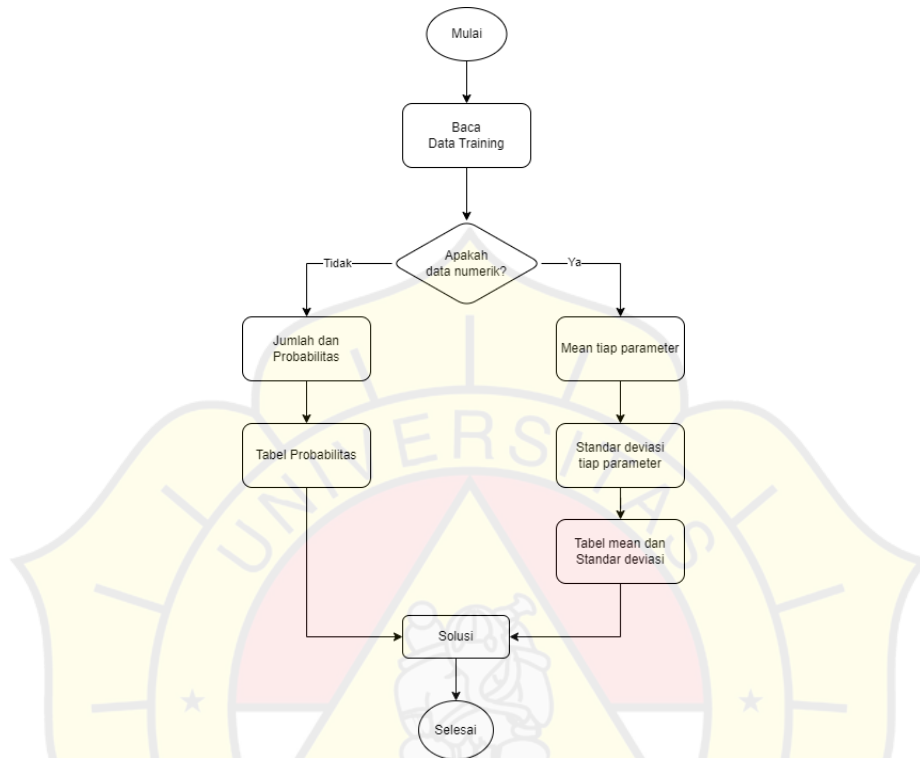 Mulai
Baca
Data Training
Apakah
data numerik?
Tidak
Ya
Jumlah dan
Probabilitas
Mean tiap parameter
Tabel Probabilitas
Standar deviasi
tiap parameter
Tabel mean dan
Standar deviasi
Solusi
Selesai
UNIVERSITAS